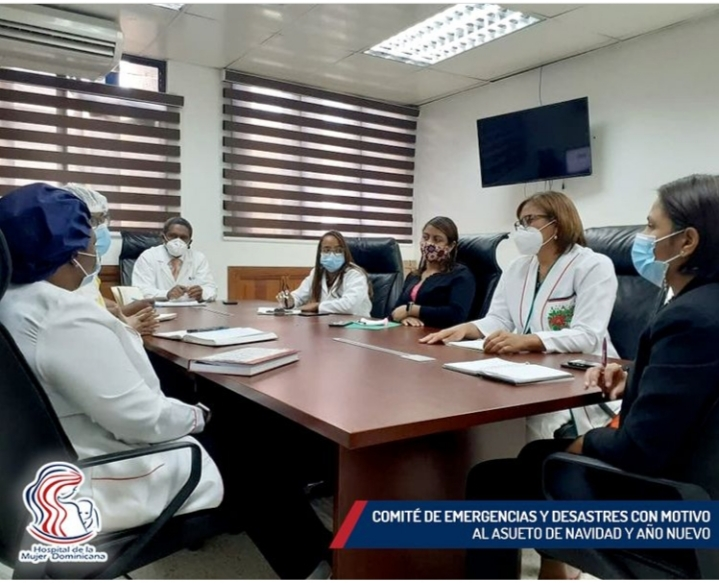 COMITÉ DE EMERGENCIAS Y DESASTRES CON MOTIVO
AL ASUETO DE NAVIDAD Y AÑO NUEVO
Hospital de la
Mujer Dominicana